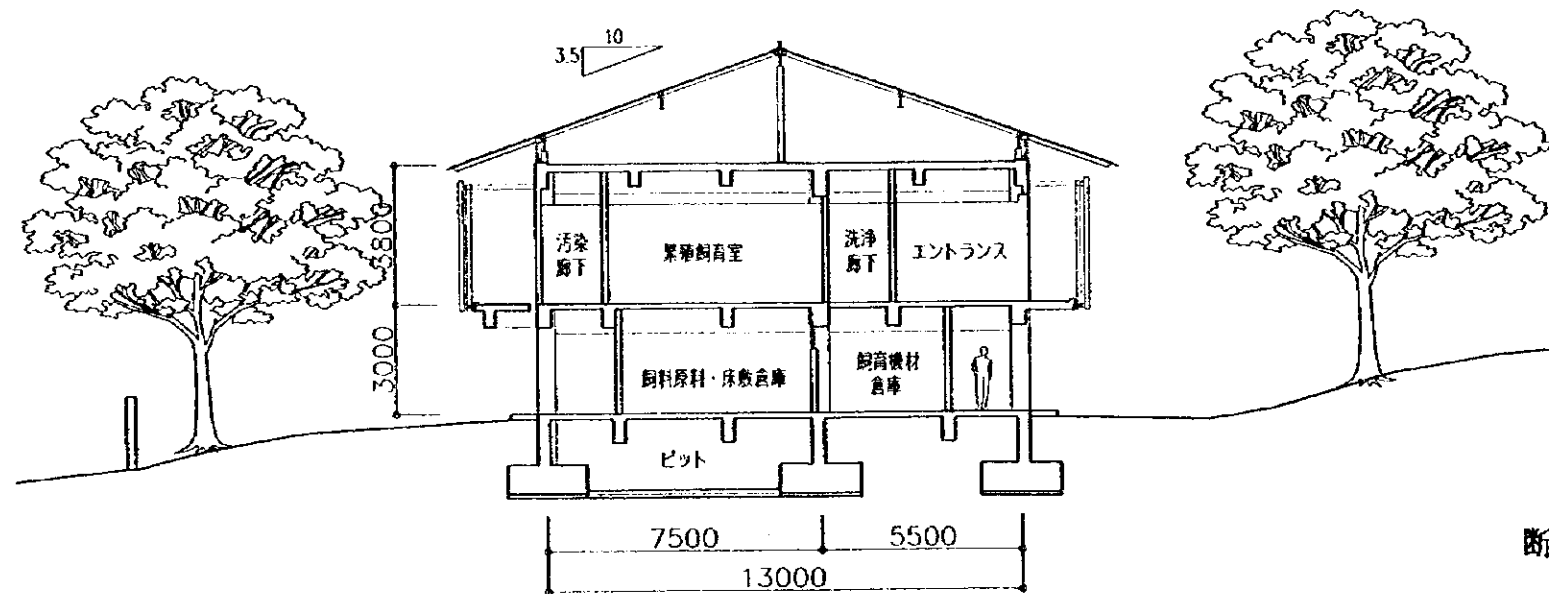 10
3.5
3800
3000
汚染
廊下
繁殖飼育室
洗浄
廊下
エントランス
飼料原料・床敷倉庫
飼育機材
倉庫
ピット
7500
5500
13000
断